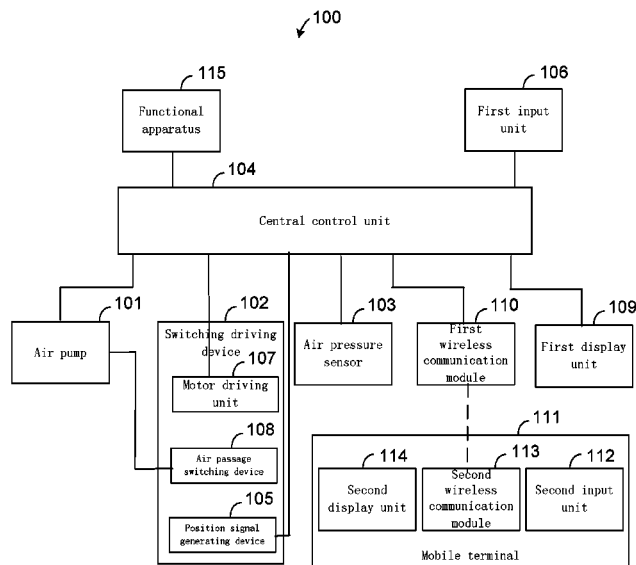 100
115
106
Functional
apparatus
First input
unit
104
Central control unit
101
102
103
110
109
Air pump
Switching driving
device
Air pressure
sensor
First
wireless
communication
module
First display
unit
107
Motor driving
unit
108
Air passage
switching device
105
Position signal
generating device
111
114
113
112
Second
display unit
Second
wireless
communication
module
Second input
unit
Mobile terminal